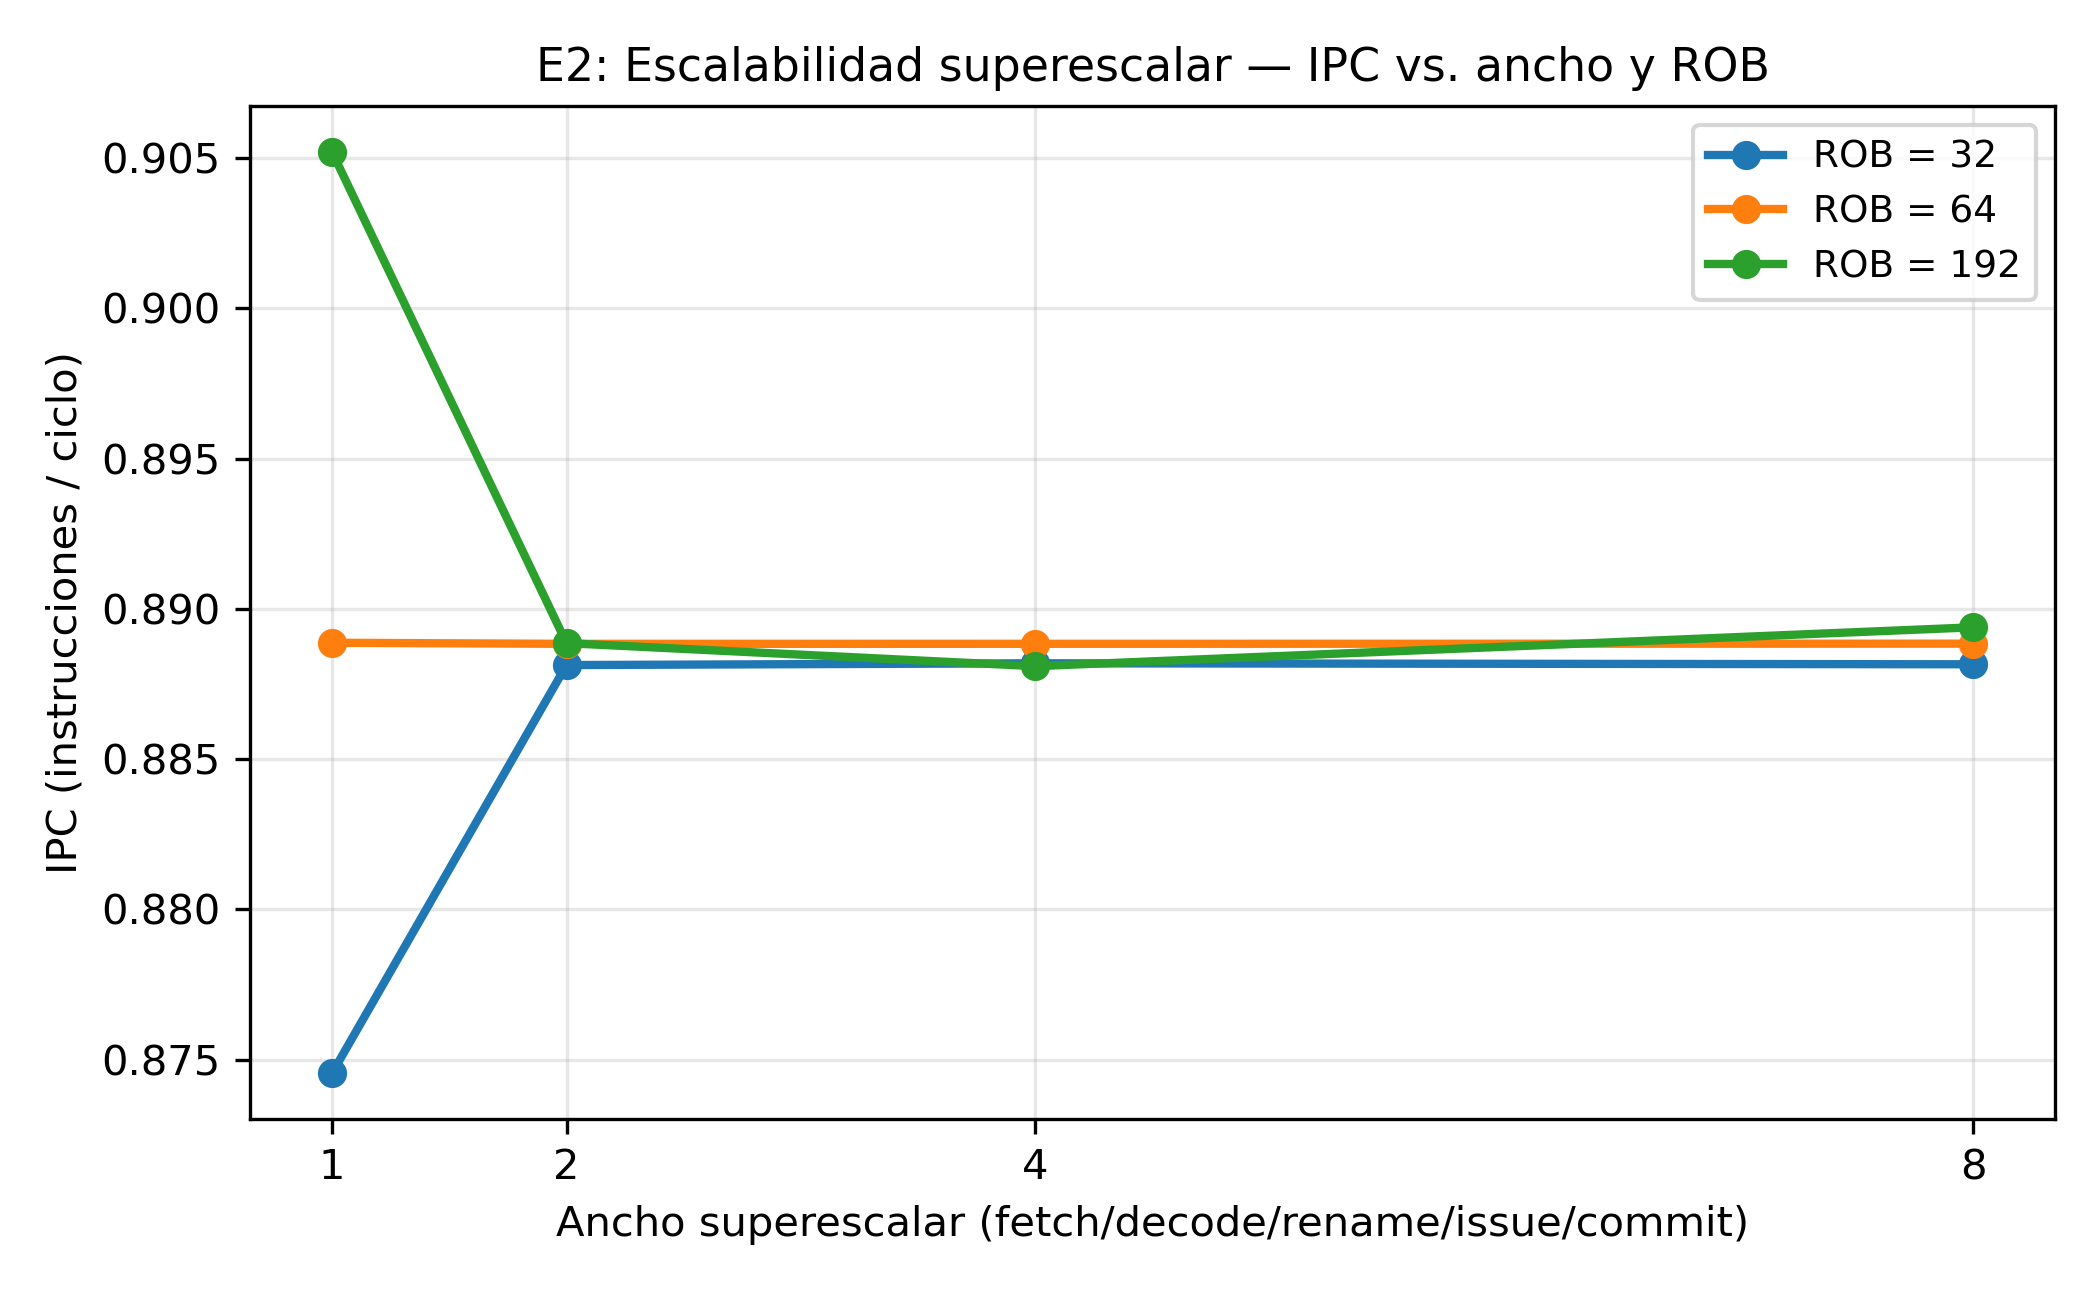 E2: Escalabilidad superescalar — IPC vs. ancho y ROB
ROB = 32
ROB = 64
ROB = 192
IPC (instrucciones / ciclo)
0.905
0.900
0.895
0.890
0.885
0.880
0.875
1 2 4 8
Ancho superescalar (fetch/decode/rename/issue/commit)